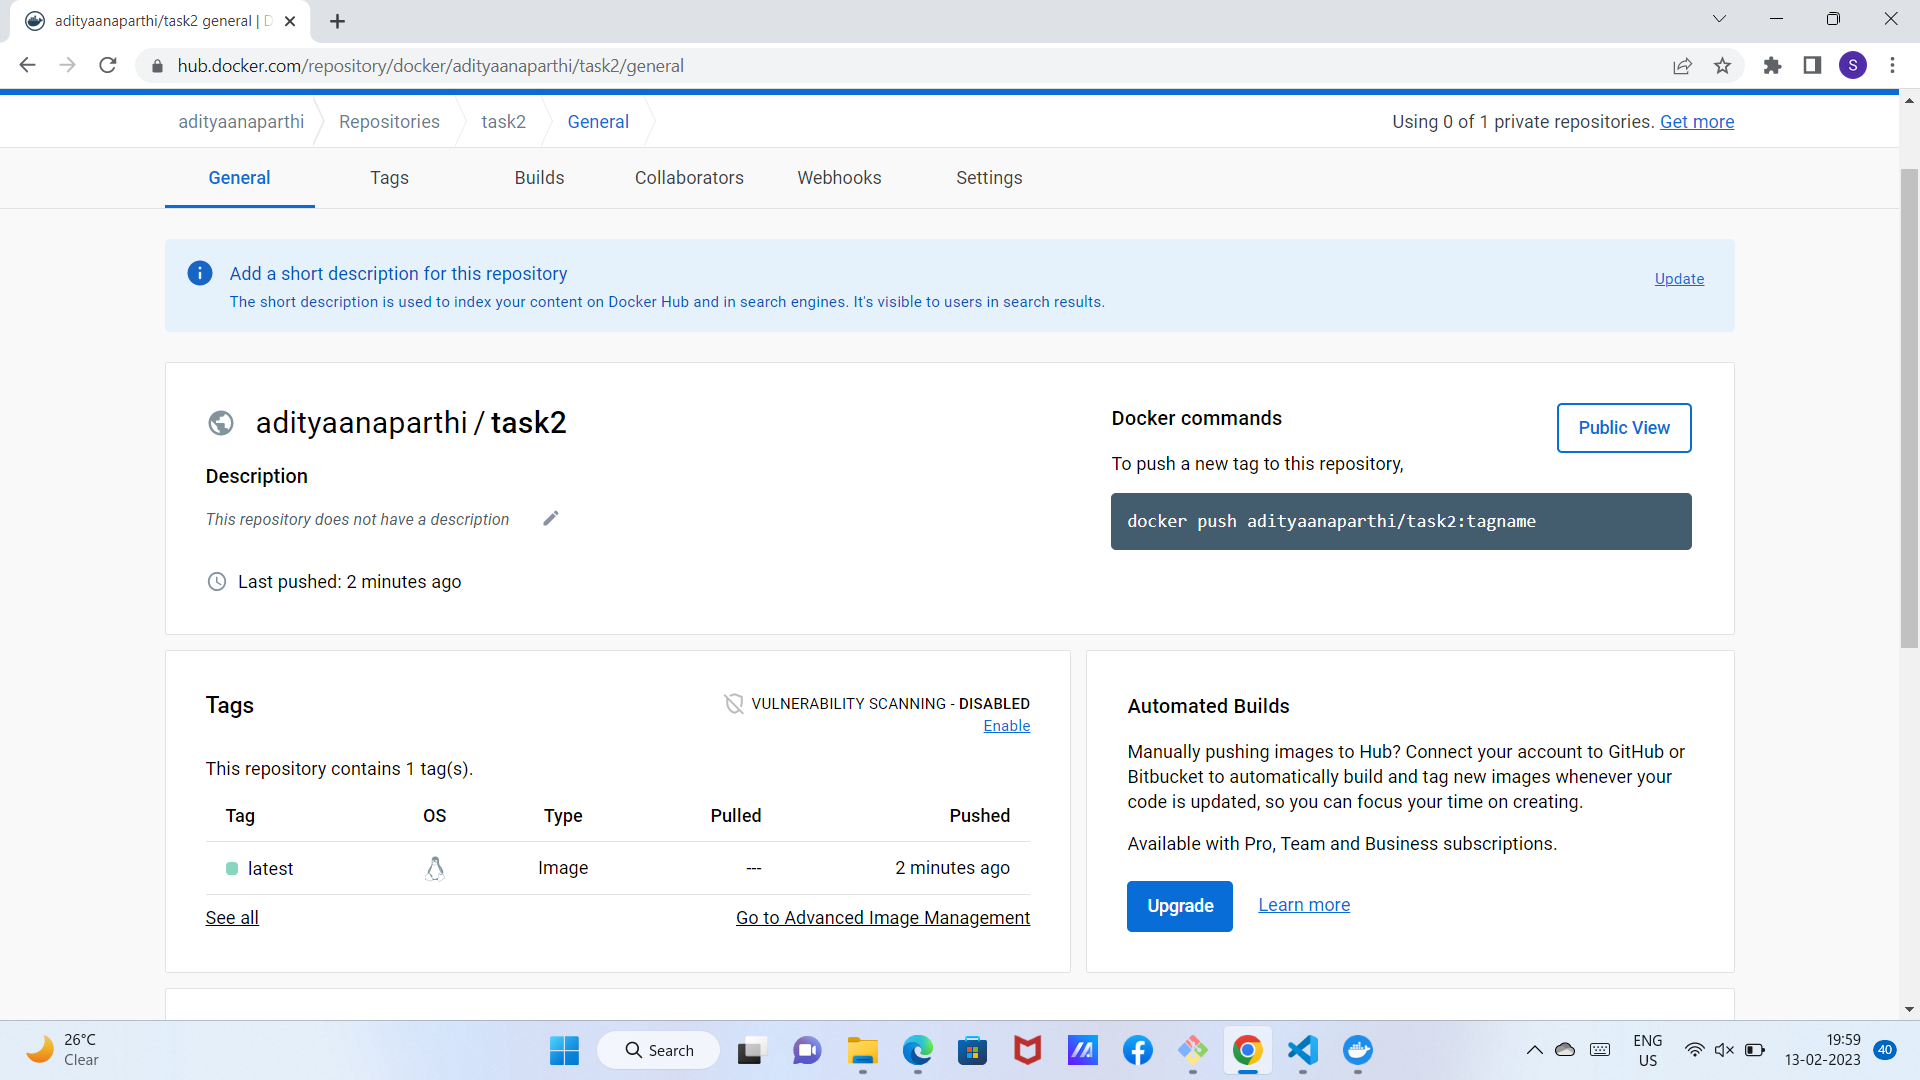 adityaanaparthi/task2 general | D
hub.docker.com/repository/docker/adityaanaparthi/task2/general
S
adityaanaparthi
Repositories
task2
General
Using 0 of 1 private repositories. Get more
General
Tags
Builds
Collaborators
Webhooks
Settings
Add a short description for this repository
The short description is used to index your content on Docker Hub and in search engines. It's visible to users in search results.
Update
adityaanaparthi / task2
Description
This repository does not have a description
Last pushed: 2 minutes ago
Docker commands
Public View
To push a new tag to this repository,
docker push adityaanaparthi/task2:tagname
Tags
VULNERABILITY SCANNING - DISABLED
Enable
This repository contains 1 tag(s).
Tag OS Type Pulled Pushed
latest Image --- 2 minutes ago
See all
Go to Advanced Image Management
Automated Builds
Manually pushing images to Hub? Connect your account to GitHub or
Bitbucket to automatically build and tag new images whenever your
code is updated, so you can focus your time on creating.
Available with Pro, Team and Business subscriptions.
Upgrade
Learn more
26°C
Clear
Search
ENG
US
19:59
13-02-2023
40